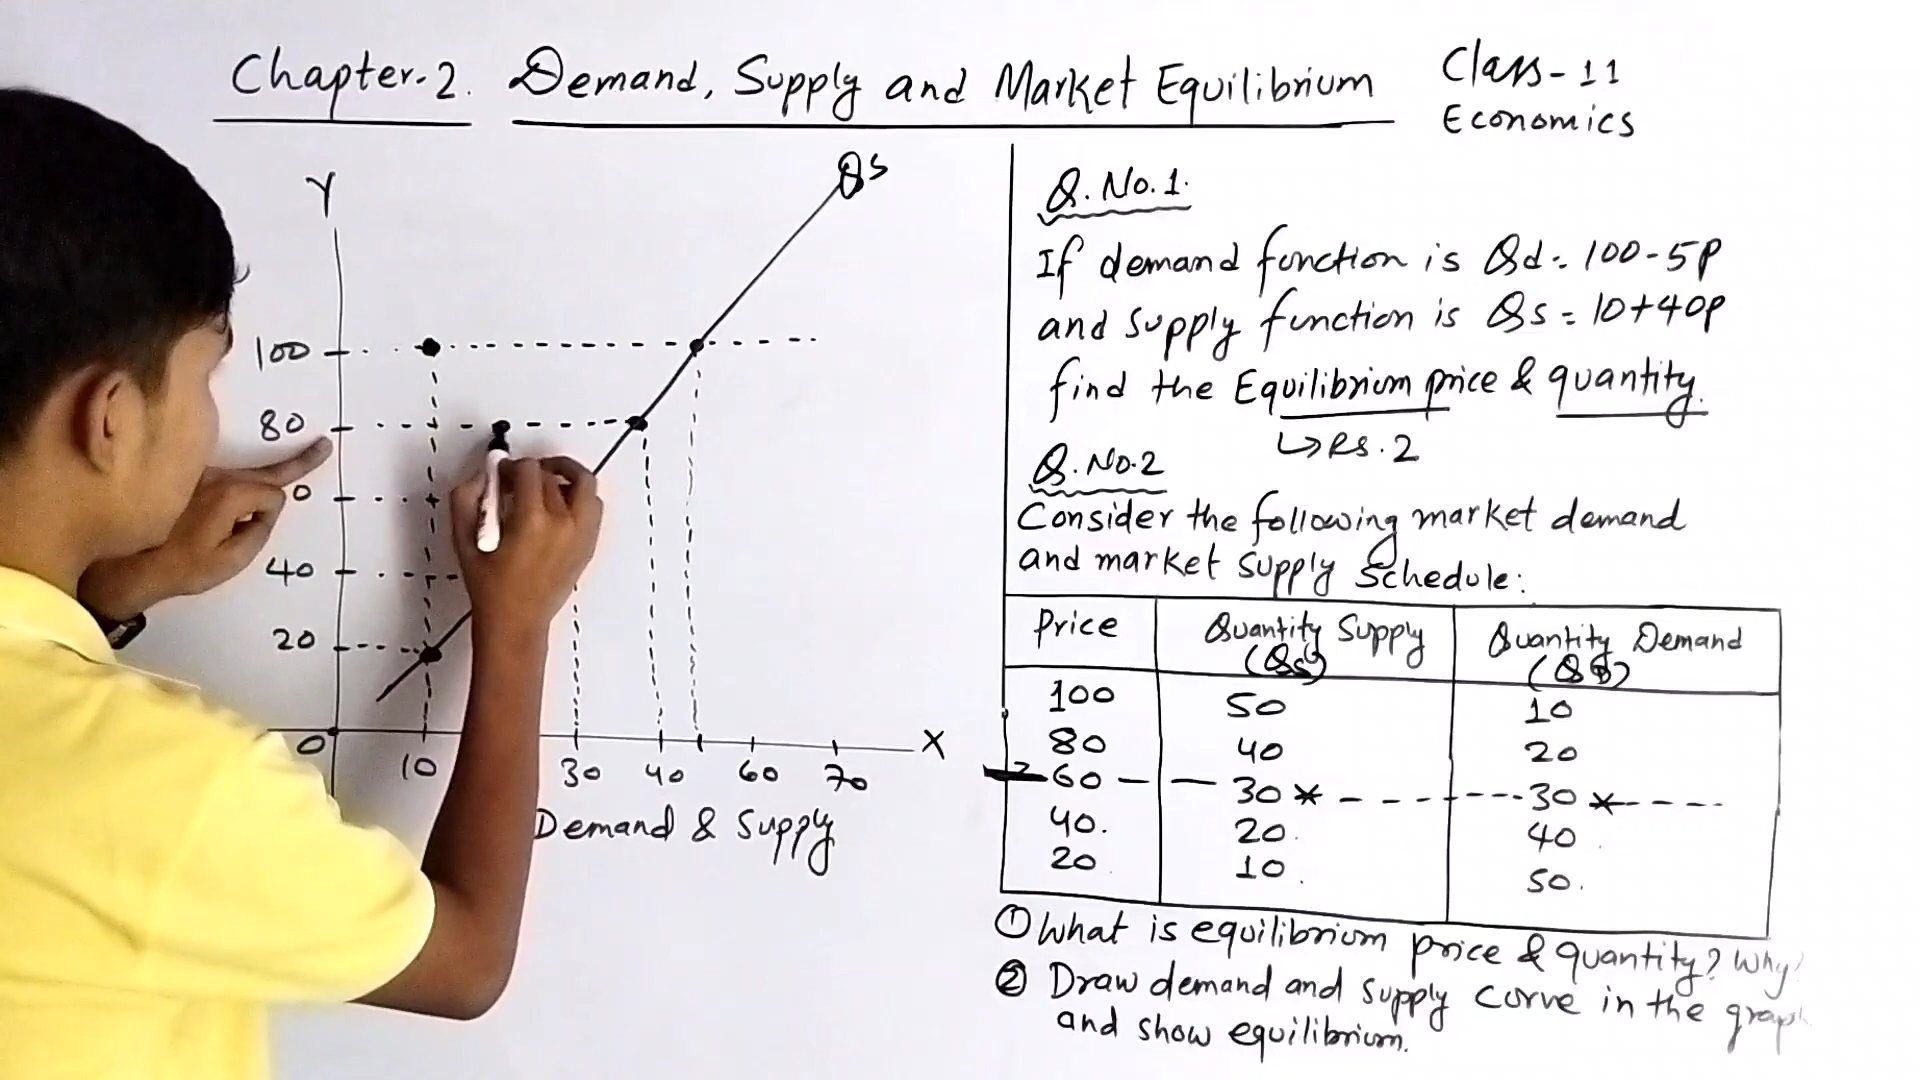 Chapter-2. Demand, Supply and Market Equilibrium
Class-11
Economics
Y
Qs
100
80
0
40
20
0
10
30
40
60
70
X
Demand & Supply
Q. No. 1.
If demand function is Qd = 100-5p
and supply function is Qs = 10+40p
find the Equilibrium price & quantity.
↳Rs. 2
Q. No. 2
Consider the following market demand
and market supply schedule:
Price Quantity Supply (Qs) Quantity Demand (QD)
100 50 10
80 40 20
60 30 * 30 *
40. 20. 40
20 10. 50.
① What is equilibrium price & quantity? Why?
② Draw demand and supply curve in the graph
and show equilibrium.